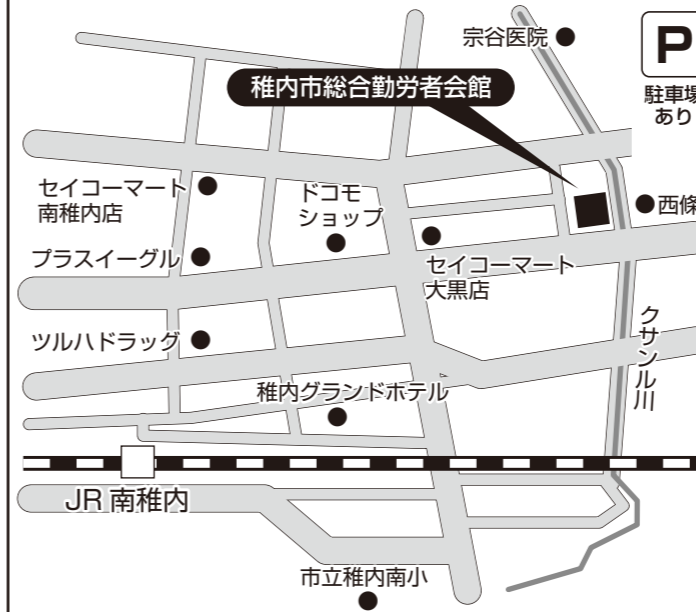 宗谷医院
P
駐車場
あり
稚内市総合勤労者会館
セイコーマート
南稚内店
ドコモ
ショップ
西條
プラスイーグル
セイコーマート
大黒店
ツルハドラッグ
クサンル川
稚内グランドホテル
JR 南稚内
市立稚内南小